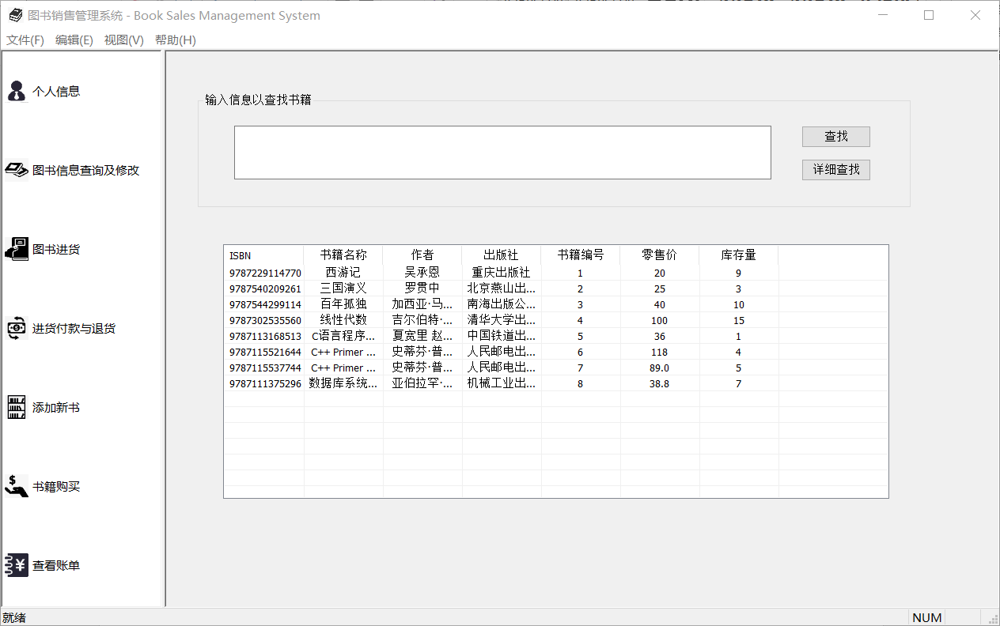 图书销售管理系统 - Book Sales Management System
文件(F) 编辑(E) 视图(V) 帮助(H)
个人信息
图书信息查询及修改
图书进货
进货付款与退货
添加新书
书籍购买
查看账单
输入信息以查找书籍
查找
详细查找
ISBN 书籍名称 作者 出版社 书籍编号 零售价 库存量
9787229114770 西游记 吴承恩 重庆出版社 1 20 9
9787540209261 三国演义 罗贯中 北京燕山出... 2 25 3
9787544299114 百年孤独 加西亚·马... 南海出版公... 3 40 10
9787302535560 线性代数 吉尔伯特·... 清华大学出... 4 100 15
9787113168513 C语言程序... 夏宽里 赵... 中国铁道出... 5 36 1
9787115521644 C++ Primer ... 史蒂芬·普... 人民邮电出... 6 118 4
9787115537744 C++ Primer ... 史蒂芬·普... 人民邮电出... 7 89.0 5
9787111375296 数据库系统... 亚伯拉罕·... 机械工业出... 8 38.8 7
就绪 NUM